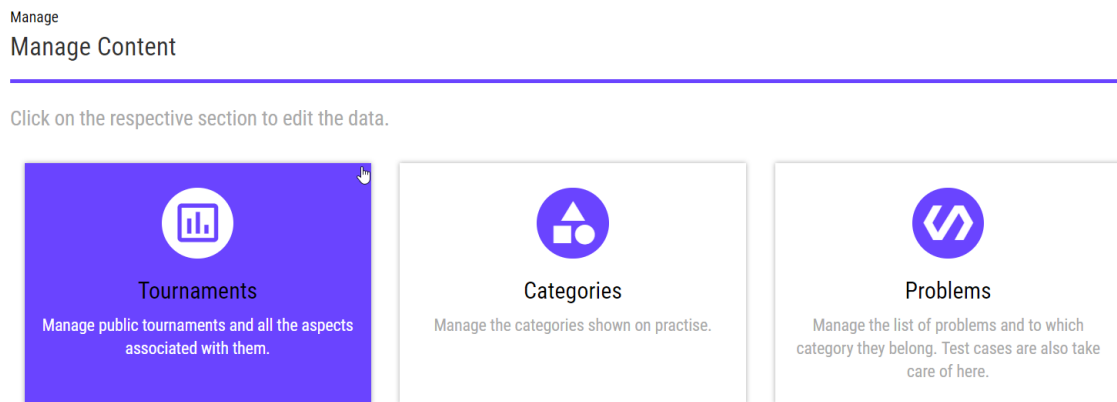 Manage
Manage Content
Click on the respective section to edit the data.
Tournaments
Manage public tournaments and all the aspects
associated with them.
Categories
Manage the categories shown on practise.
Problems
Manage the list of problems and to which
category they belong. Test cases are also take
care of here.